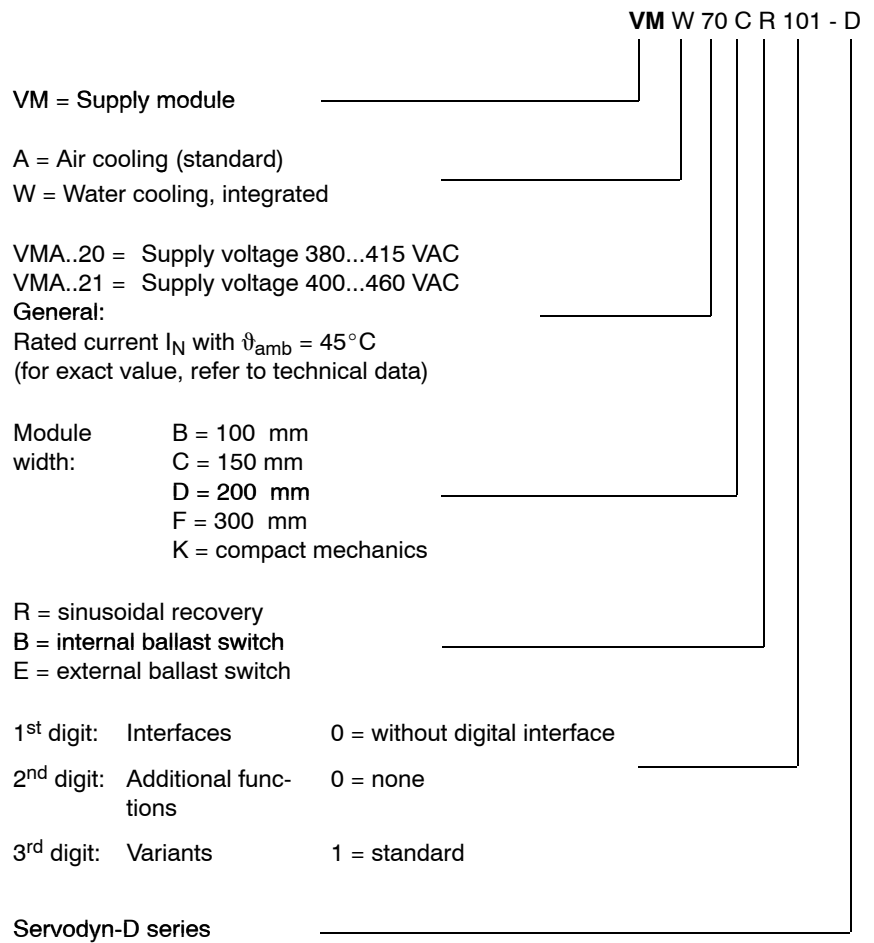 VM W 70 C R 101 - D
VM = Supply module
A = Air cooling (standard)
W = Water cooling, integrated
VMA..20 = Supply voltage 380...415 VAC
VMA..21 = Supply voltage 400...460 VAC
General:
Rated current IN with ϑamb = 45°C
(for exact value, refer to technical data)
Module B = 100 mm
width: C = 150 mm
D = 200 mm
F = 300 mm
K = compact mechanics
R = sinusoidal recovery
B = internal ballast switch
E = external ballast switch
1st digit: Interfaces 0 = without digital interface
2nd digit: Additional func- 0 = none
tions
3rd digit: Variants 1 = standard
Servodyn-D series